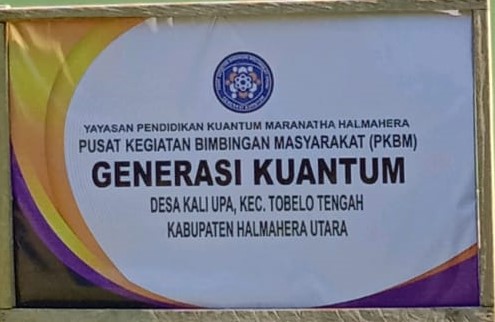 YAYASAN PENDIDIKAN KUANTUM MARANATHA HALMAHERA
PUSAT KEGIATAN BIMBINGAN MASYARAKAT (PKBM)
GENERASI KUANTUM
DESA KALI UPA, KEC. TOBELO TENGAH
KABUPATEN HALMAHERA UTARA